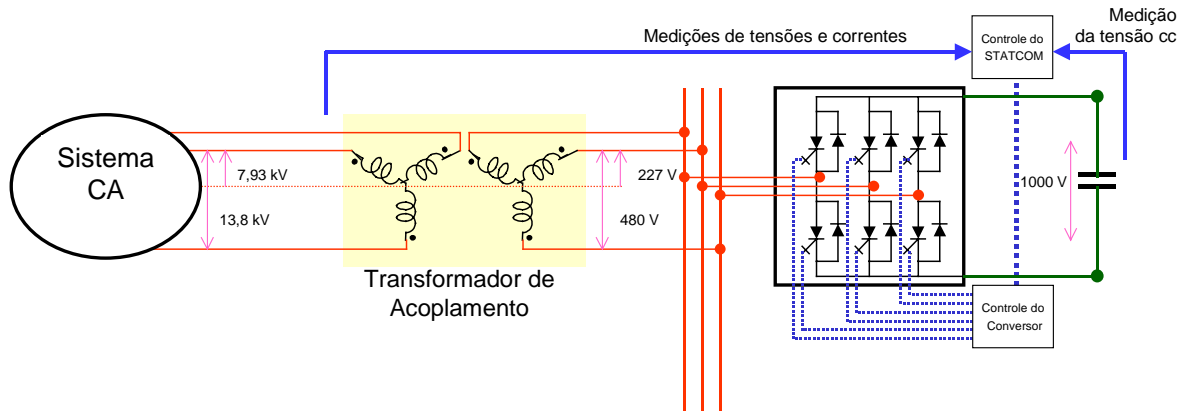 Medições de tensões e correntes
Controle do
STATCOM
Medição
da tensão cc
Sistema
CA
7,93 kV
13,8 kV
227 V
480 V
1000 V
Transformador de
Acoplamento
Controle do
Conversor